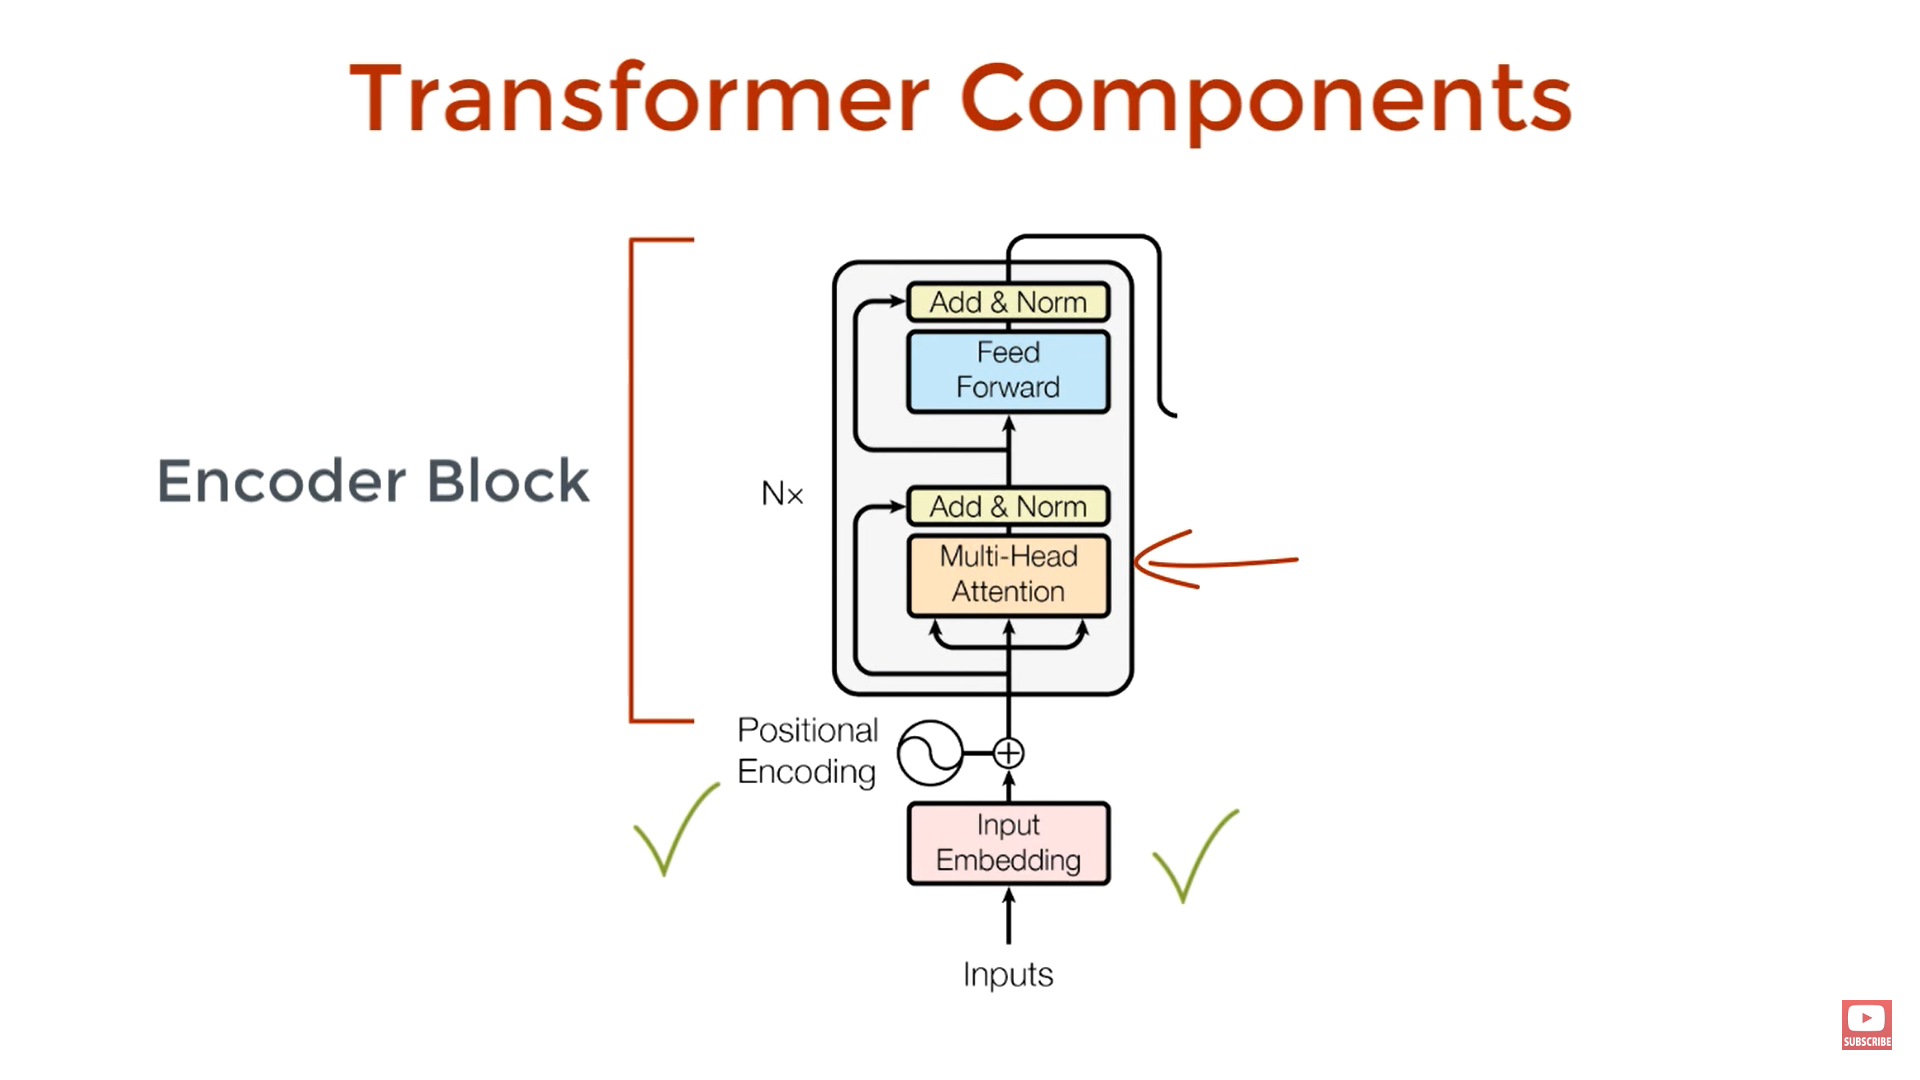 Transformer Components
Add & Norm
Feed
Forward
Encoder Block
Nx
Add & Norm
Multi-Head
Attention
Positional
Encoding
Input
Embedding
Inputs
SUBSCRIBE